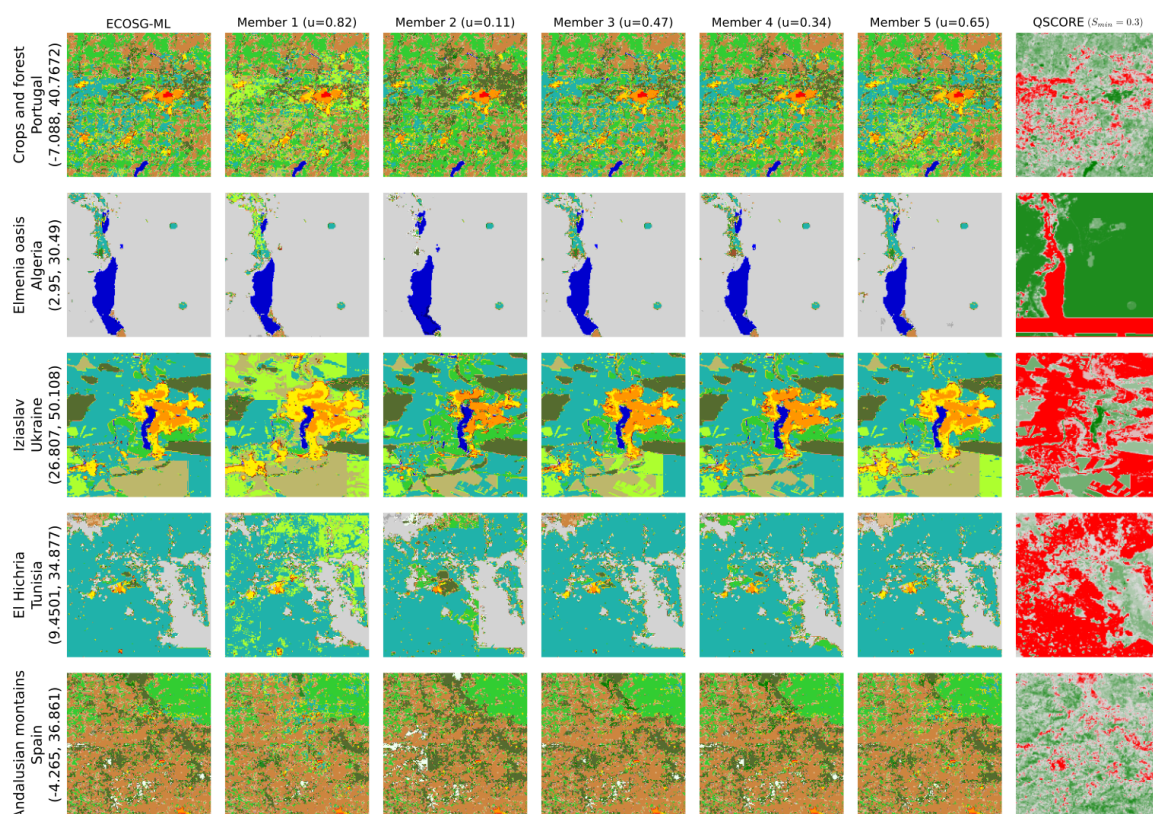 ECOSG-ML
Member 1 (u=0.82)
Member 2 (u=0.11)
Member 3 (u=0.47)
Member 4 (u=0.34)
Member 5 (u=0.65)
QSCORE (Smin = 0.3)
Crops and forest
Portugal
(-7.088, 40.7672)
Elmenia oasis
Algeria
(2.95, 30.49)
Iziaslav
Ukraine
(26.807, 50.108)
El Hichria
Tunisia
(9.4501, 34.877)
Andalusian montains
Spain
(-4.265, 36.861)